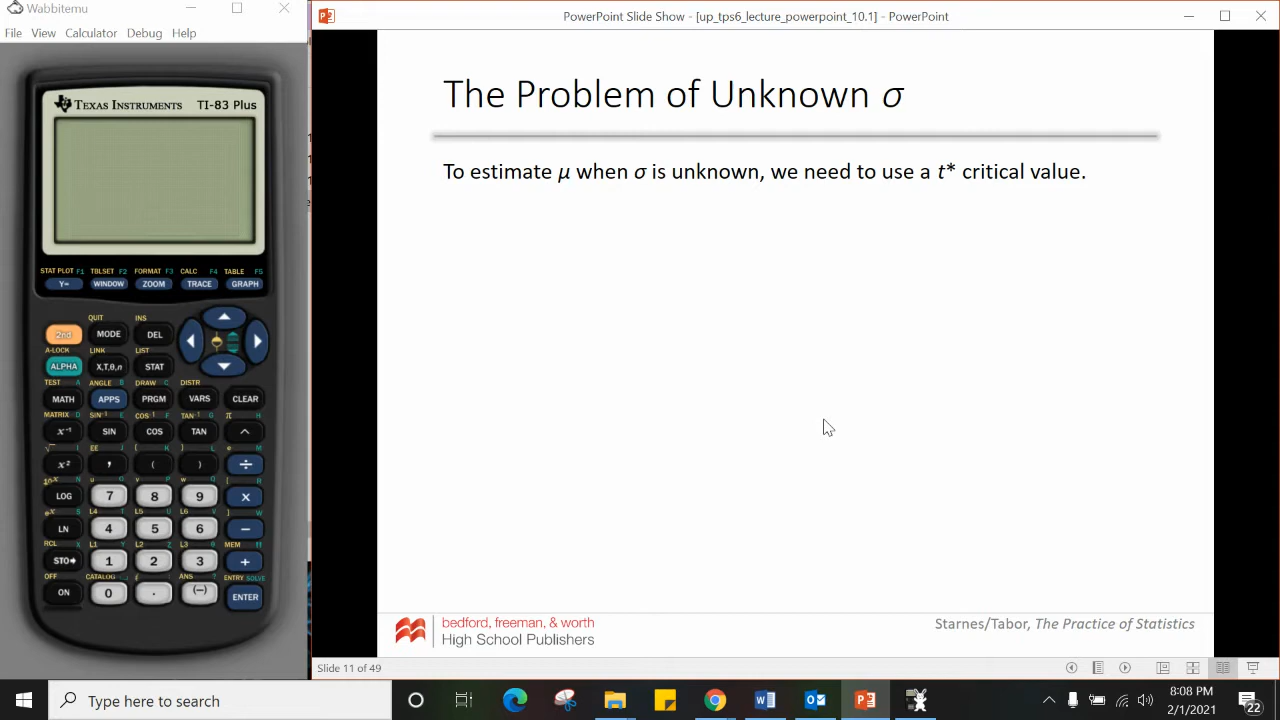 Wabbitemu
File View Calculator Debug Help
TEXAS INSTRUMENTS TI-83 Plus
STAT PLOT F1 TBLSET F2 FORMAT F3 CALC F4 TABLE F5
Y= WINDOW ZOOM TRACE GRAPH
QUIT INS
2nd MODE DEL
A-LOCK LINK LIST
ALPHA X,T,θ,n STAT
TEST A ANGLE B DRAW C DISTR
MATH APPS PRGM VARS CLEAR
MATRIX D SIN⁻¹ E COS⁻¹ F TAN⁻¹ G π H
x⁻¹ SIN COS TAN ^
√ I EE J { K } L e M
x² , ( ) ÷
10ˣ N u O v P w Q [ R
LOG 7 8 9 ×
eˣ S L4 T L5 U L6 V ] W
LN 4 5 6 −
RCL X L1 Y L2 Z L3 θ MEM "
STO➔ 1 2 3 +
OFF CATALOG i ANS ? ENTRY SOLVE
ON 0 . (−) ENTER
PowerPoint Slide Show - [up_tps6_lecture_powerpoint_10.1] - PowerPoint
The Problem of Unknown σ
To estimate μ when σ is unknown, we need to use a t* critical value.
bedford, freeman, & worth
High School Publishers
Starnes/Tabor, The Practice of Statistics
Slide 11 of 49
Type here to search
8:08 PM
2/1/2021
22